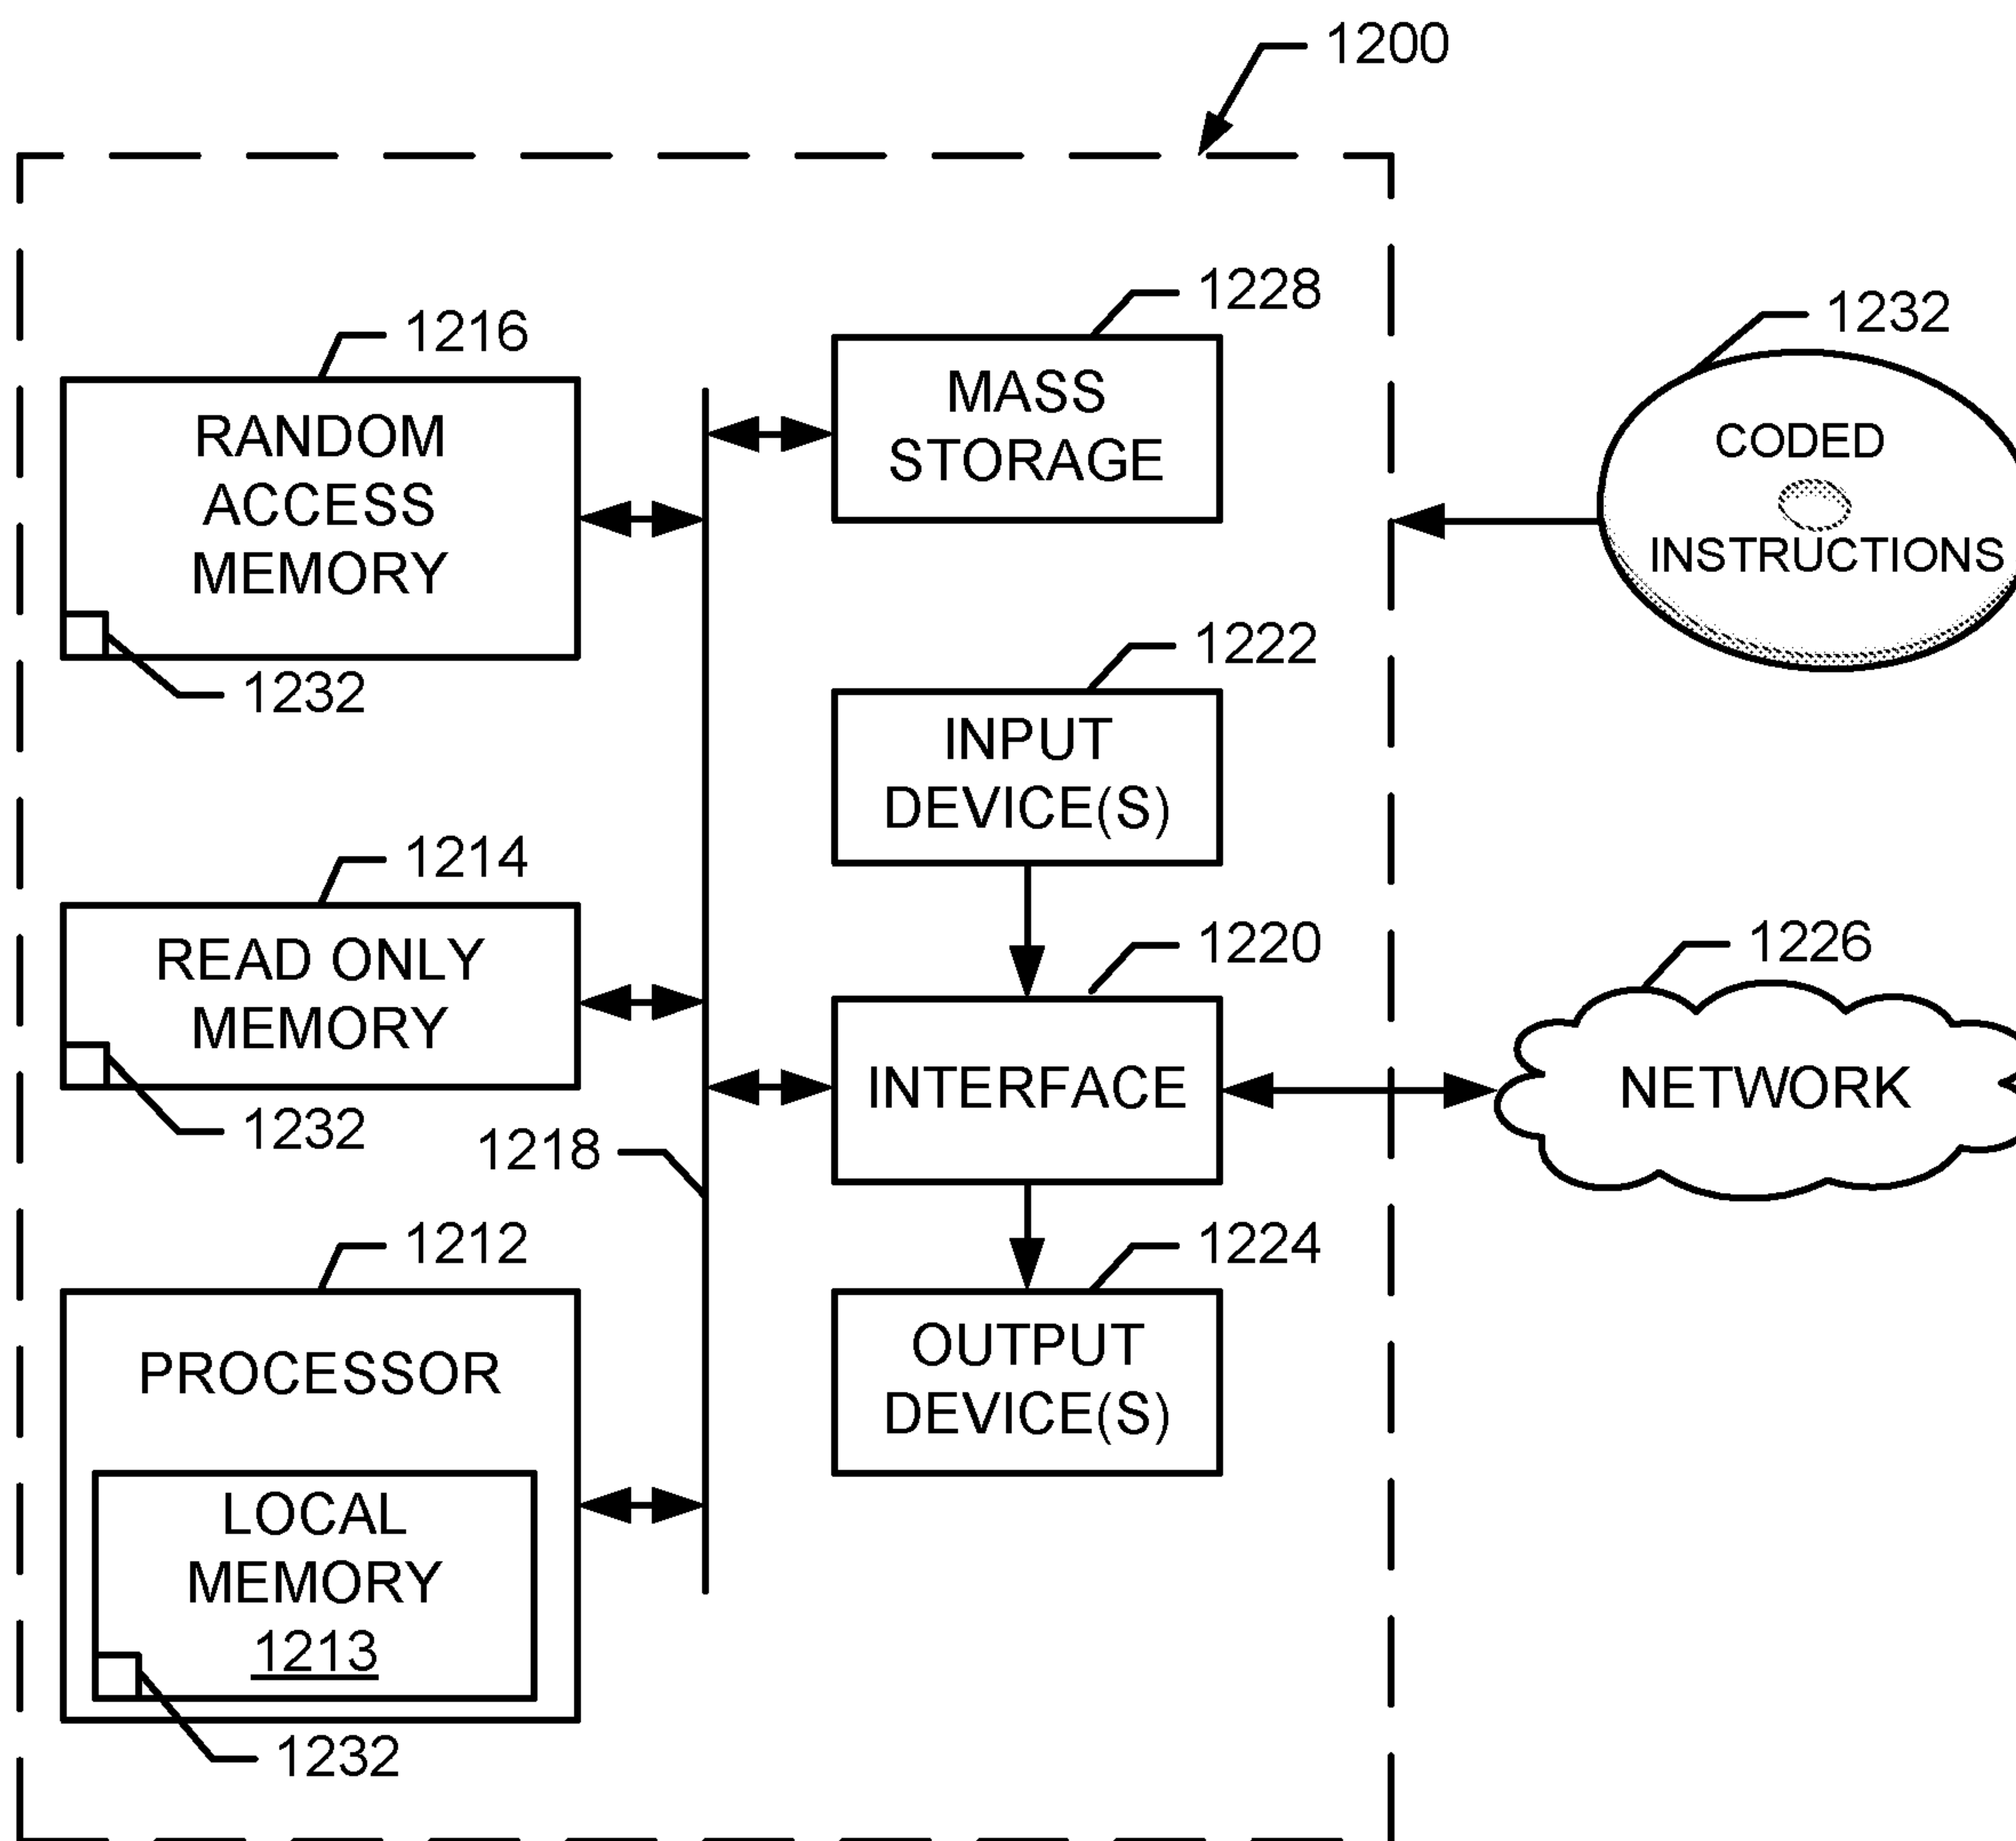 1200
1228
1216
1232
MASS
STORAGE
RANDOM
ACCESS
MEMORY
CODED
INSTRUCTIONS
1232
1222
INPUT
DEVICE(S)
1214
READ ONLY
MEMORY
1232
1220
1226
INTERFACE
NETWORK
1218
1212
1224
PROCESSOR
OUTPUT
DEVICE(S)
LOCAL
MEMORY
1213
1232